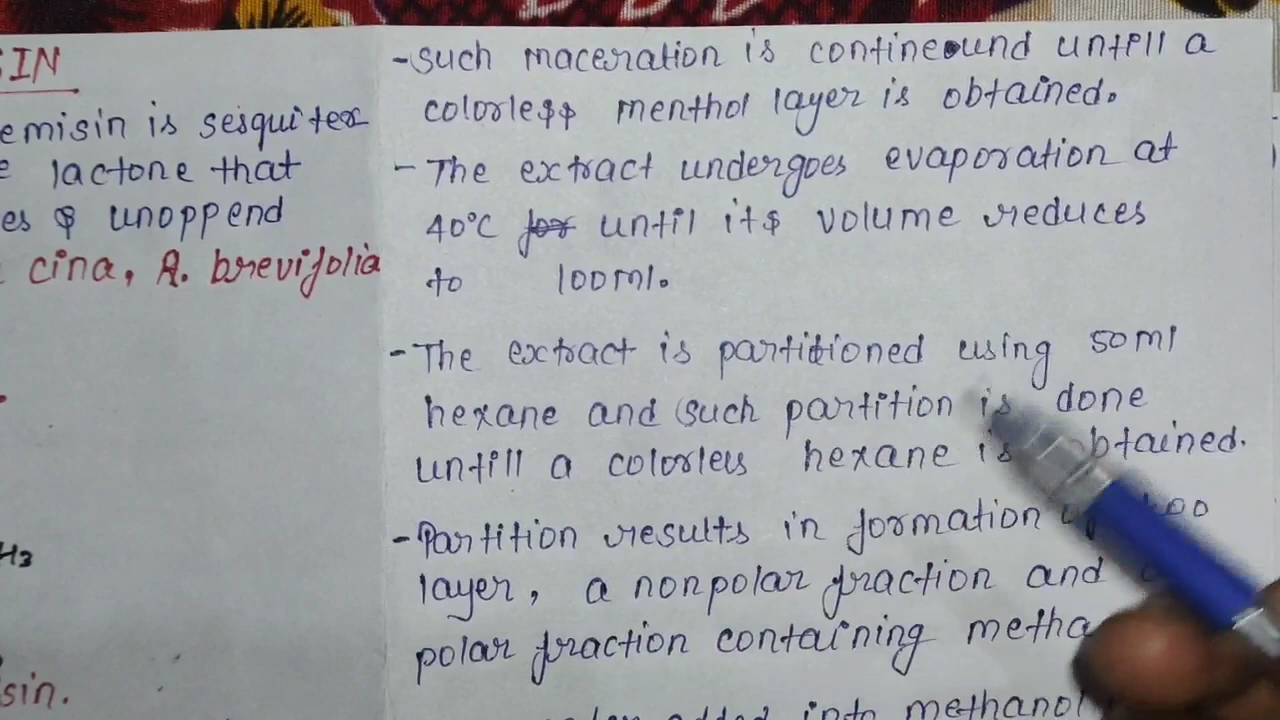 SIN
emisin is sesquiter
e lactone that
es & unoppend
cina, A. brevifolia
H3
sin.
-such maceration is contineound untill a
colorless menthol layer is obtained.
- The extract undergoes evaporation at
40°C for until its volume reduces
to 100ml.
- The extract is partitioned using 50ml
hexane and such partition is done
untill a colorless hexane is obtained.
-Partition results in formation
layer, a nonpolar fraction and
polar fraction containing metha
added into methanol